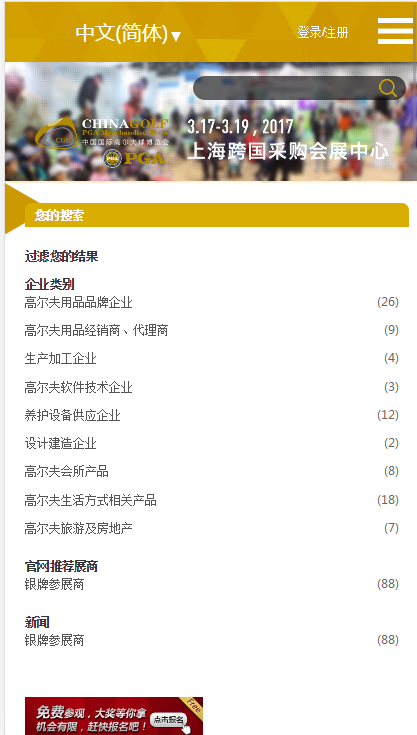 中文(简体)▼
登录/注册
CHINAGOLF
PGA Merchandise Show
中国国际高尔夫球博览会
CGS
PGA
3.17-3.19 , 2017
上海跨国采购会展中心
您的搜索
过滤您的结果
企业类别
高尔夫用品品牌企业 (26)
高尔夫用品经销商、代理商 (9)
生产加工企业 (4)
高尔夫软件技术企业 (3)
养护设备供应企业 (12)
设计建造企业 (2)
高尔夫会所产品 (8)
高尔夫生活方式相关产品 (18)
高尔夫旅游及房地产 (7)
官网推荐展商
银牌参展商 (88)
新闻
银牌参展商 (88)
免费参观，大奖等你拿
机会有限，赶快报名吧！
点击报名
Free